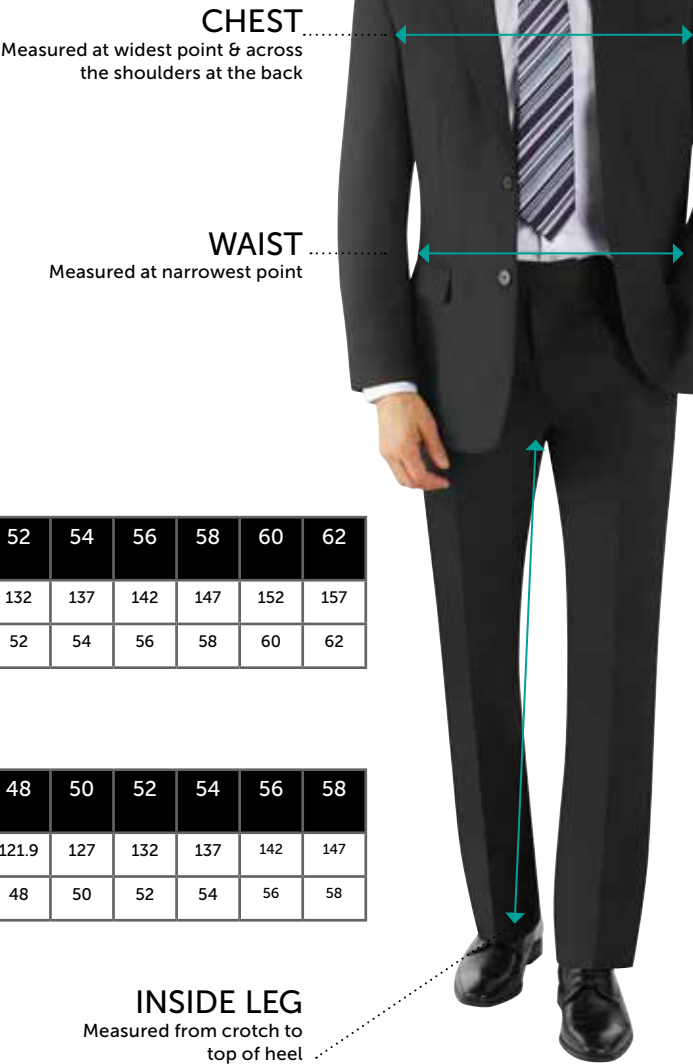 CHEST
Measured at widest point & across
the shoulders at the back
WAIST
Measured at narrowest point
52 54 56 58 60 62
132 137 142 147 152 157
52 54 56 58 60 62
48 50 52 54 56 58
121.9 127 132 137 142 147
48 50 52 54 56 58
INSIDE LEG
Measured from crotch to
top of heel